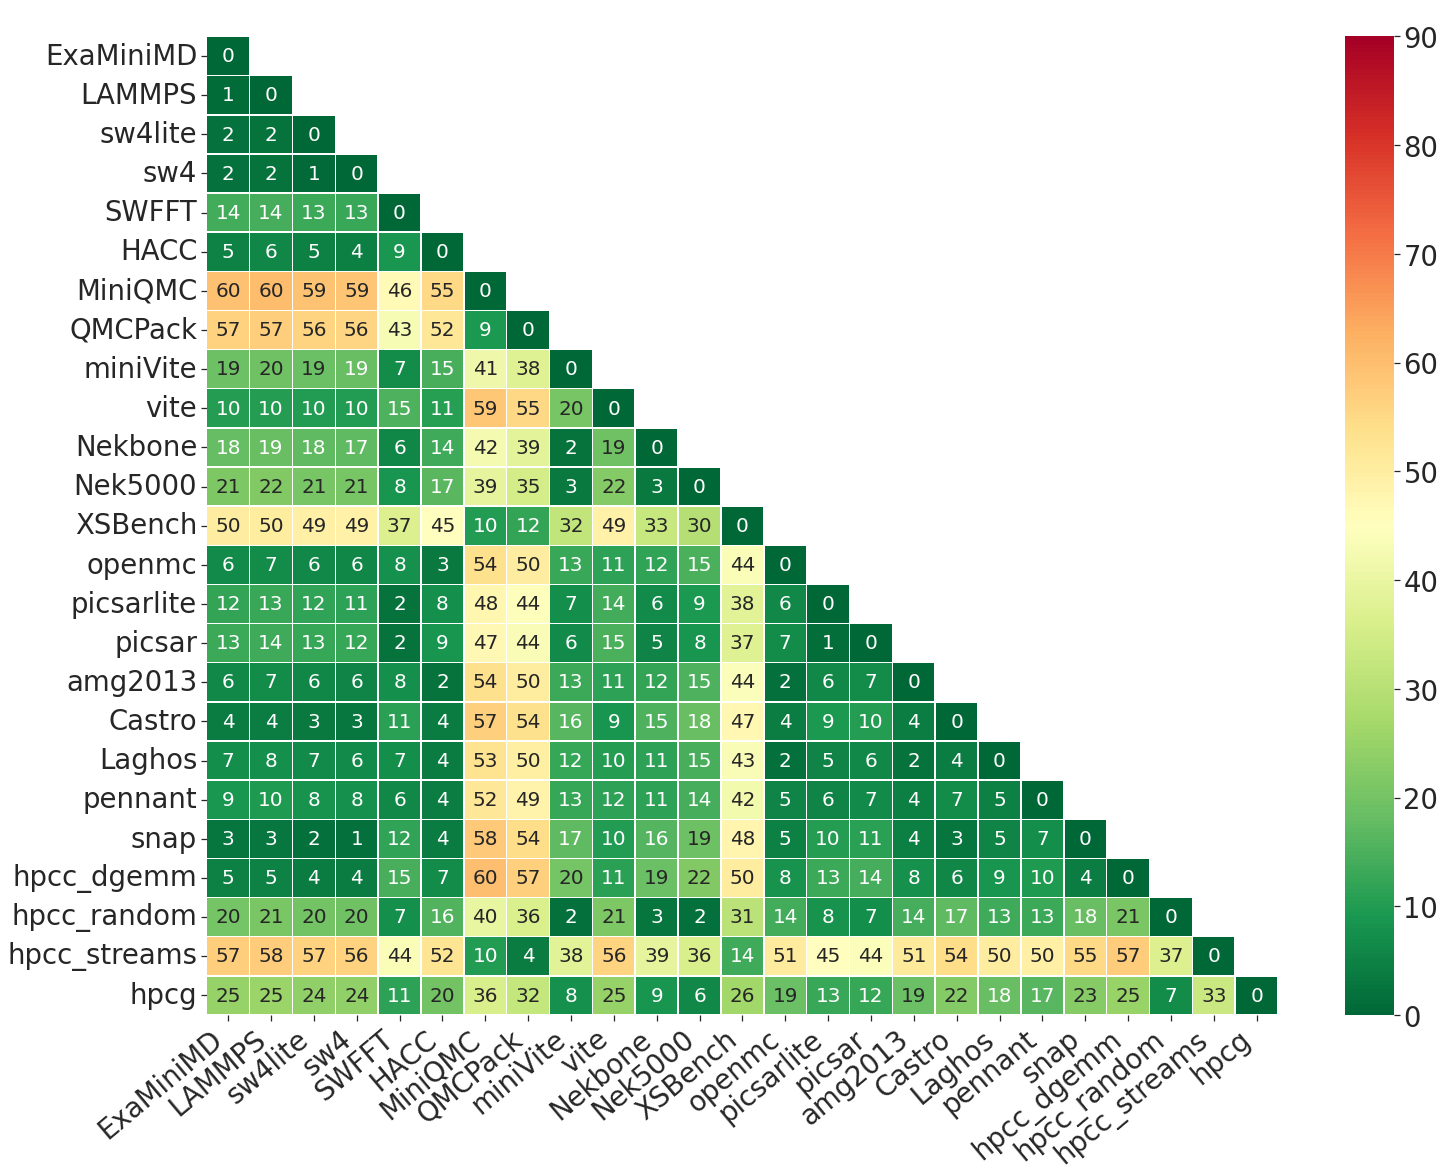 90
ExaMiniMD 0
LAMMPS 1 0
80
sw4lite 2 2 0
sw4 2 2 1 0
SWFFT 14 14 13 13 0
70
HACC 5 6 5 4 9 0
MiniQMC 60 60 59 59 46 55 0
60
QMCPack 57 57 56 56 43 52 9 0
miniVite 19 20 19 19 7 15 41 38 0
vite 10 10 10 10 15 11 59 55 20 0
50
Nekbone 18 19 18 17 6 14 42 39 2 19 0
Nek5000 21 22 21 21 8 17 39 35 3 22 3 0
XSBench 50 50 49 49 37 45 10 12 32 49 33 30 0
40
openmc 6 7 6 6 8 3 54 50 13 11 12 15 44 0
picsarlite 12 13 12 11 2 8 48 44 7 14 6 9 38 6 0
picsar 13 14 13 12 2 9 47 44 6 15 5 8 37 7 1 0
30
amg2013 6 7 6 6 8 2 54 50 13 11 12 15 44 2 6 7 0
Castro 4 4 3 3 11 4 57 54 16 9 15 18 47 4 9 10 4 0
Laghos 7 8 7 6 7 4 53 50 12 10 11 15 43 2 5 6 2 4 0
20
pennant 9 10 8 8 6 4 52 49 13 12 11 14 42 5 6 7 4 7 5 0
snap 3 3 2 1 12 4 58 54 17 10 16 19 48 5 10 11 4 3 5 7 0
hpcc_dgemm 5 5 4 4 15 7 60 57 20 11 19 22 50 8 13 14 8 6 9 10 4 0
10
hpcc_random 20 21 20 20 7 16 40 36 2 21 3 2 31 14 8 7 14 17 13 13 18 21 0
hpcc_streams 57 58 57 56 44 52 10 4 38 56 39 36 14 51 45 44 51 54 50 50 55 57 37 0
hpcg 25 25 24 24 11 20 36 32 8 25 9 6 26 19 13 12 19 22 18 17 23 25 7 33 0
0
ExaMiniMD
LAMMPS
sw4lite
sw4
SWFFT
HACC
MiniQMC
QMCPack
miniVite
vite
Nekbone
Nek5000
XSBench
openmc
picsarlite
picsar
amg2013
Castro
Laghos
pennant
snap
hpcc_dgemm
hpcc_random
hpcc_streams
hpcg